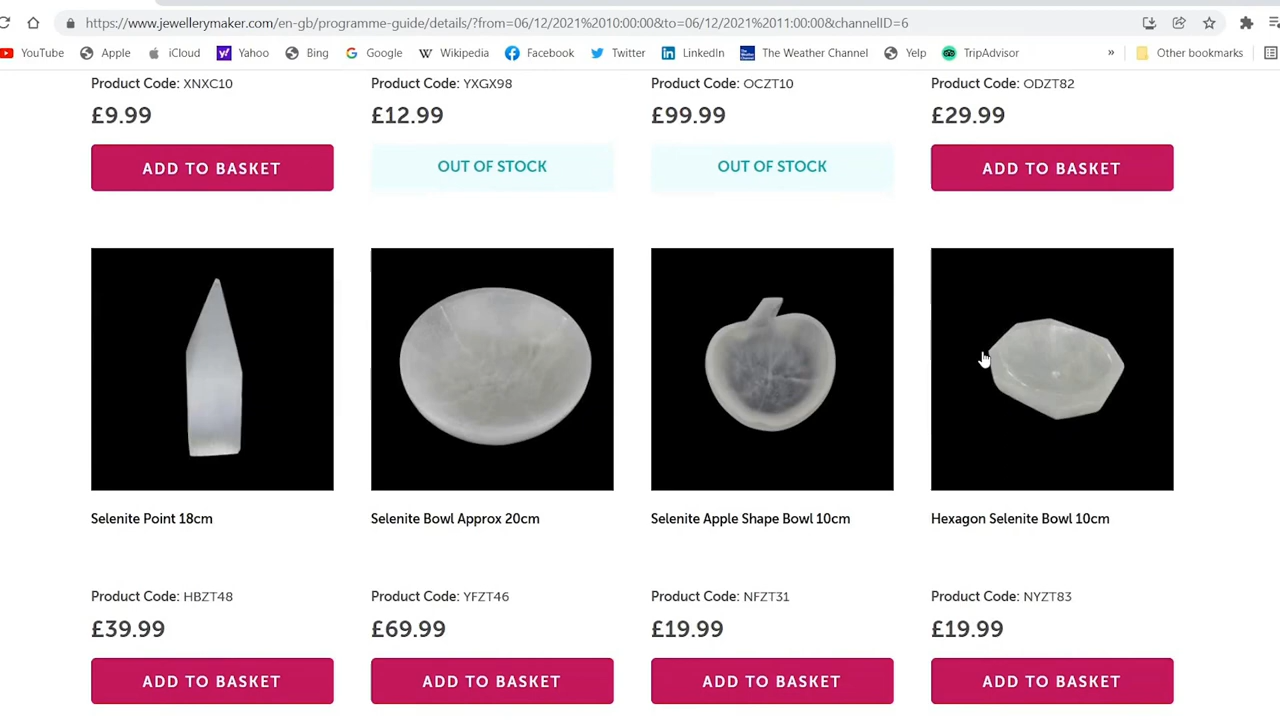 https://www.jewellerymaker.com/en-gb/programme-guide/details/?from=06/12/2021%2010:00:00&to=06/12/2021%2011:00:00&channelID=6
YouTube Apple iCloud Yahoo Bing Google Wikipedia Facebook Twitter LinkedIn The Weather Channel Yelp TripAdvisor » Other bookmarks
Product Code: XNXC10 Product Code: YXGX98 Product Code: OCZT10 Product Code: ODZT82
£9.99 £12.99 £99.99 £29.99
ADD TO BASKET OUT OF STOCK OUT OF STOCK ADD TO BASKET
Selenite Point 18cm Selenite Bowl Approx 20cm Selenite Apple Shape Bowl 10cm Hexagon Selenite Bowl 10cm
Product Code: HBZT48 Product Code: YFZT46 Product Code: NFZT31 Product Code: NYZT83
£39.99 £69.99 £19.99 £19.99
ADD TO BASKET ADD TO BASKET ADD TO BASKET ADD TO BASKET